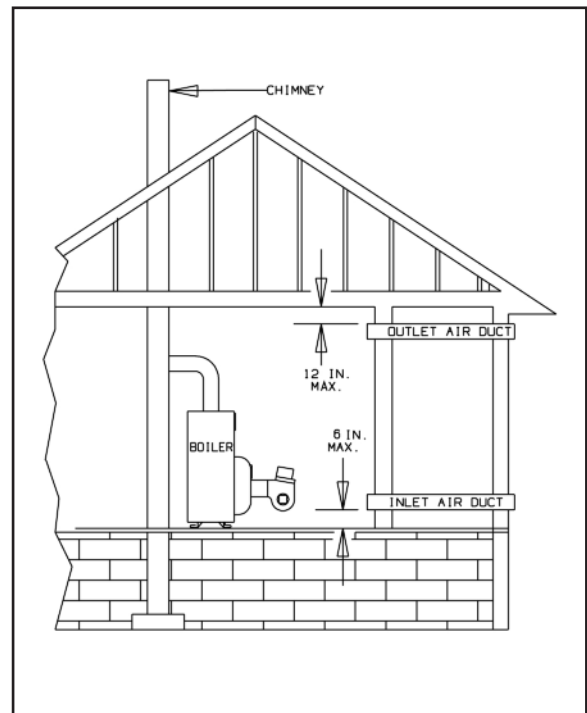 CHIMNEY
OUTLET AIR DUCT
12 IN.
MAX.
6 IN.
MAX.
BOILER
INLET AIR DUCT